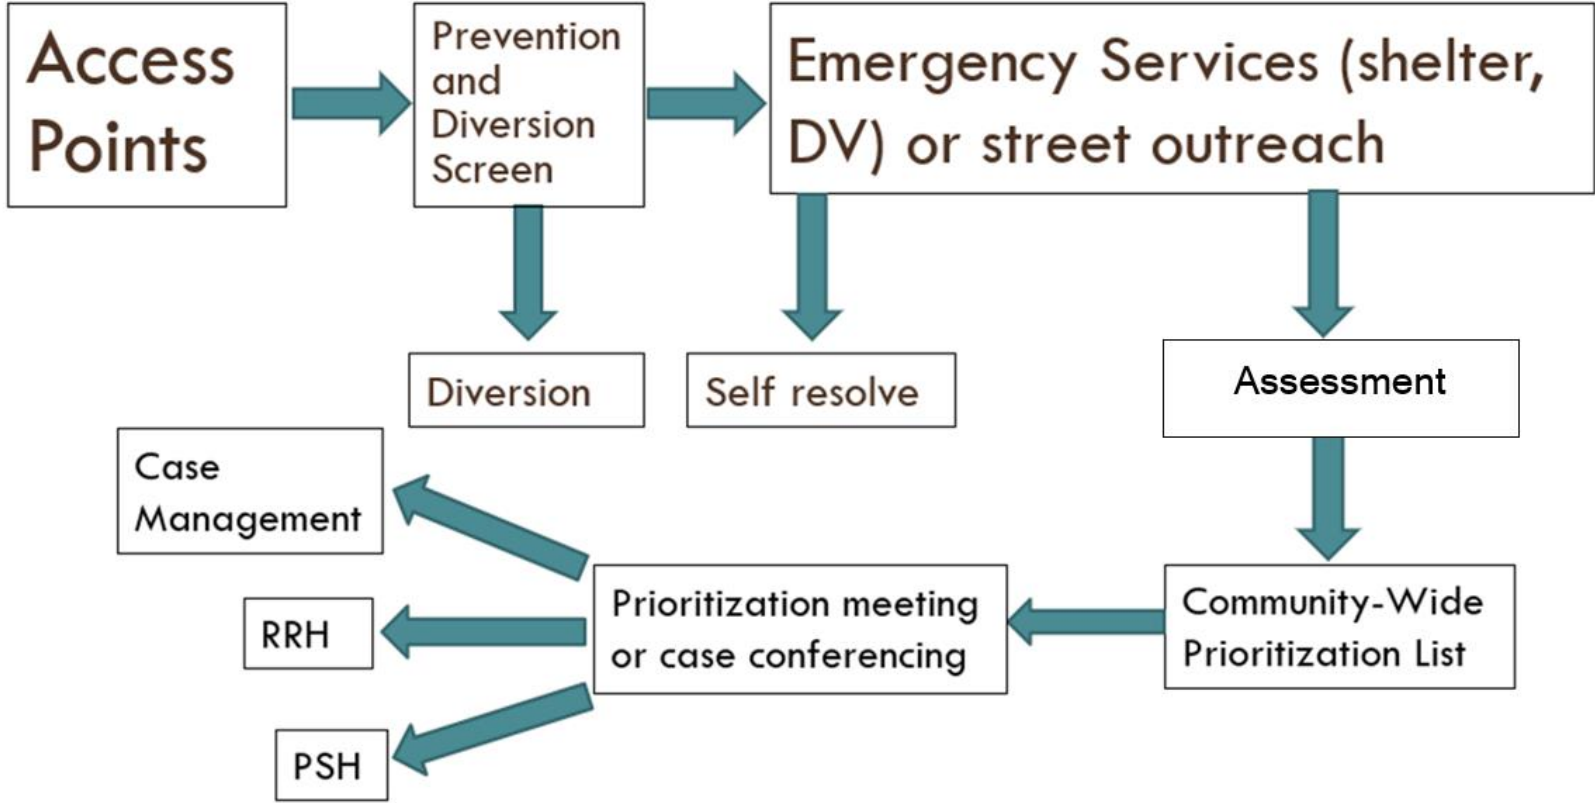 Access
Points
Prevention
and
Diversion
Screen
Emergency Services (shelter,
DV) or street outreach
Diversion
Self resolve
Assessment
Case
Management
RRH
PSH
Prioritization meeting
or case conferencing
Community-Wide
Prioritization List